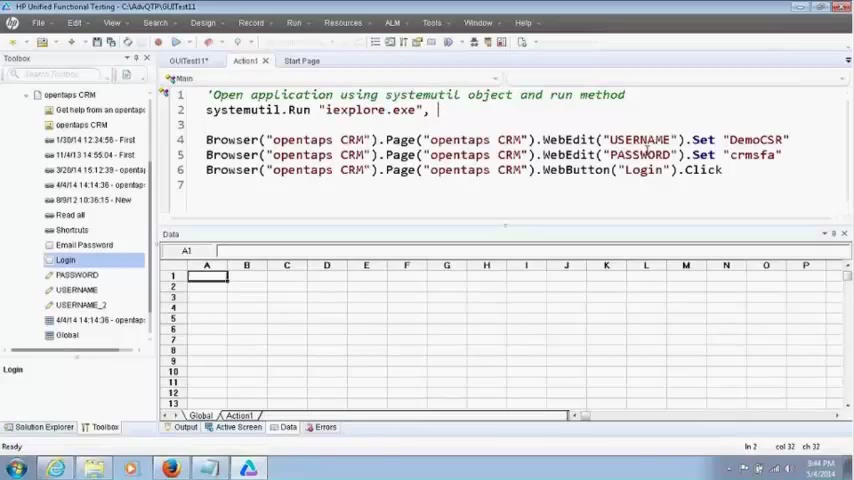 HP Unified Functional Testing - C:\AdvQTP\GUITest11
File Edit View Search Design Record Run Resources ALM Tools Window Help
Toolbox
GUITest11* Action1 Start Page
Search Toolbox
Main
opentaps CRM
Get help from an opentap
opentaps CRM
1/30/14 12:34:56 - First
11/4/13 14:55:04 - First
3/20/14 15:12:39 - opentaps
4/4/14 14:14:36 - opentaps
8/9/12 20:16:35 - New
Read all
Shortcuts
Email Password
Login
PASSWORD
USERNAME
USERNAME_2
4/4/14 14:14:36 - opentap
Global
Login
1 'Open application using systemutil object and run method
2 systemutil.Run "iexplore.exe",
3
4 Browser("opentaps CRM").Page("opentaps CRM").WebEdit("USERNAME").Set "DemoCSR"
5 Browser("opentaps CRM").Page("opentaps CRM").WebEdit("PASSWORD").Set "crmsfa"
6 Browser("opentaps CRM").Page("opentaps CRM").WebButton("Login").Click
7
Data
A1
A B C D E F G H I J K L M N O P
1
2
3
4
5
6
7
8
9
10
11
12
13
Global Action1
Solution Explorer Toolbox Output Active Screen Data Errors
Ready ln 2 col 32 ch 32
9:44 PM
5/4/2014